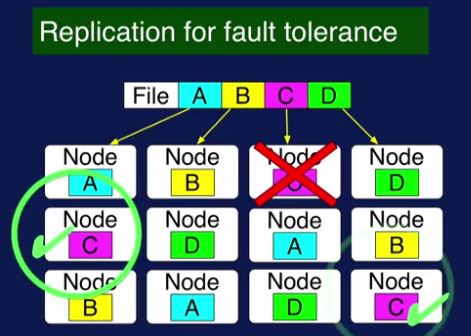 Replication for fault tolerance
File A B C D
Node Node Node Node
A B C D
Node Node Node Node
C D A B
Node Node Node Node
B A D C